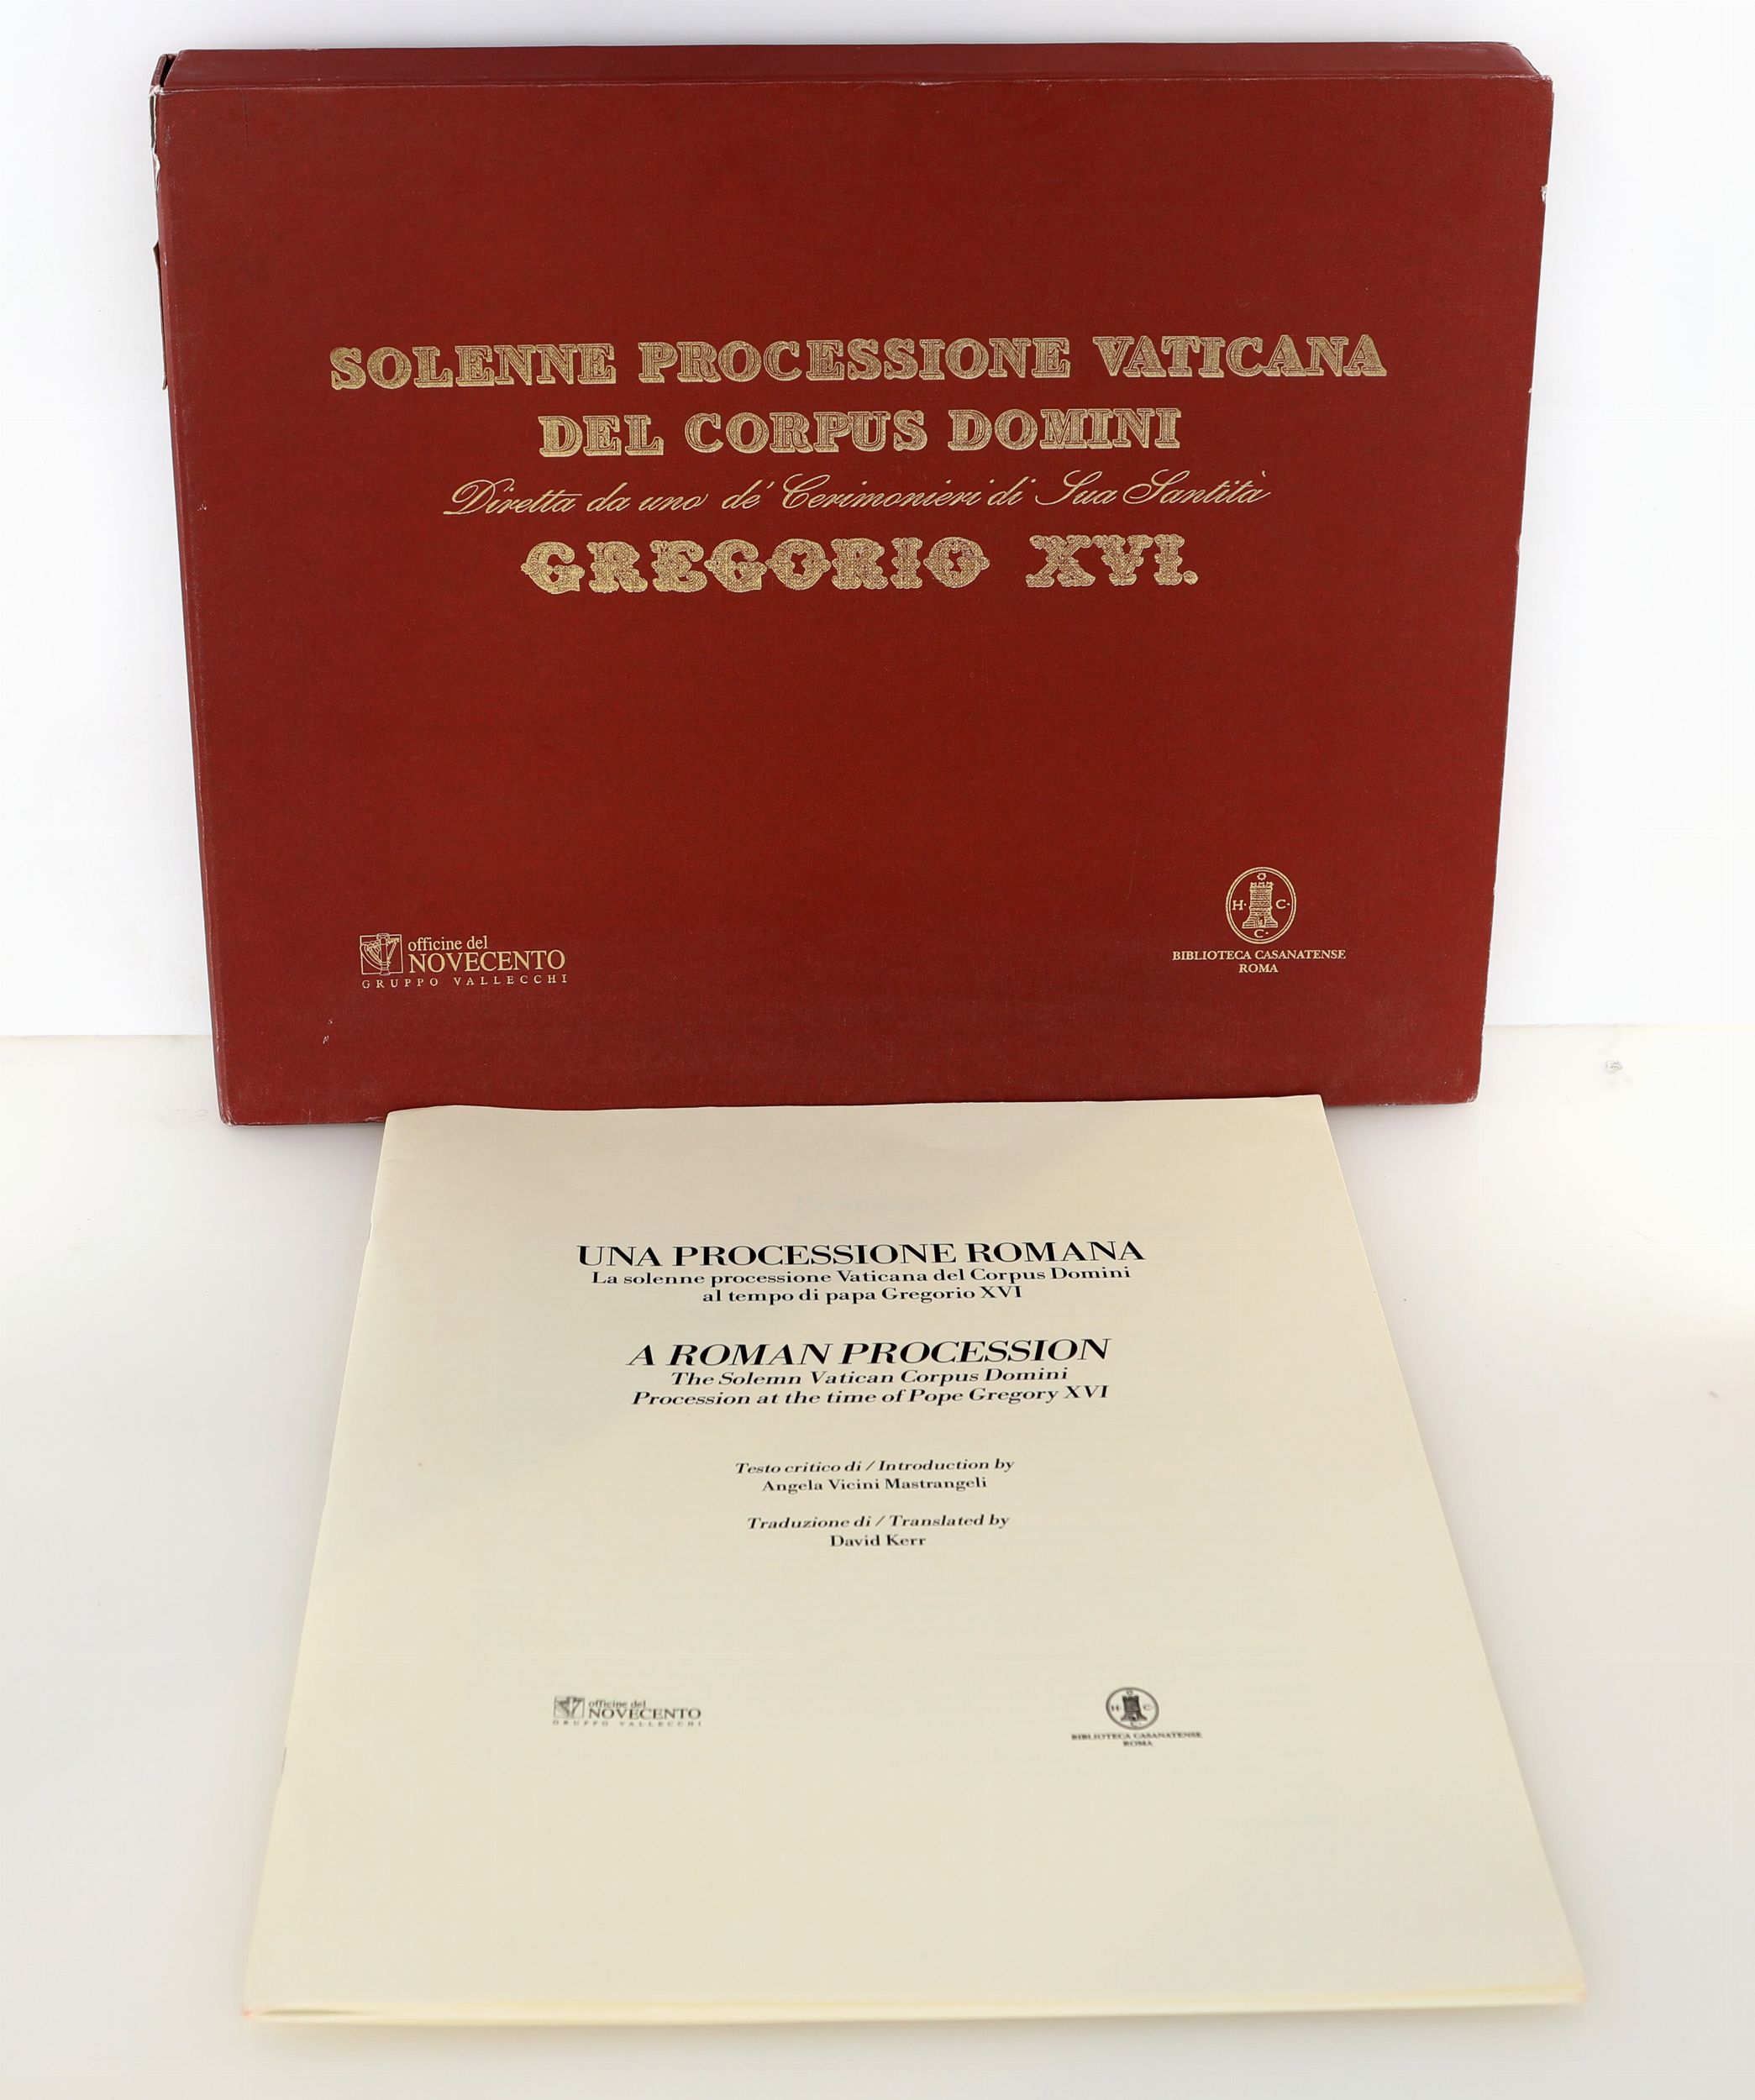 SOLENNE PROCESSIONE VATICANA
DEL CORPUS DOMINI
Diretta da uno de' Cerimonieri di Sua Santità
GREGORIO XVI.
officine del
NOVECENTO
GRUPPO VALLECCHI
H. C.
C.
BIBLIOTECA CASANATENSE
ROMA
UNA PROCESSIONE ROMANA
La solenne processione Vaticana del Corpus Domini
al tempo di papa Gregorio XVI
A ROMAN PROCESSION
The Solemn Vatican Corpus Domini
Procession at the time of Pope Gregory XVI
Testo critico di / Introduction by
Angela Vicini Mastrangeli
Traduzione di / Translated by
David Kerr
officine del
NOVECENTO
GRUPPO VALLECCHI
H. C.
C.
BIBLIOTECA CASANATENSE
ROMA